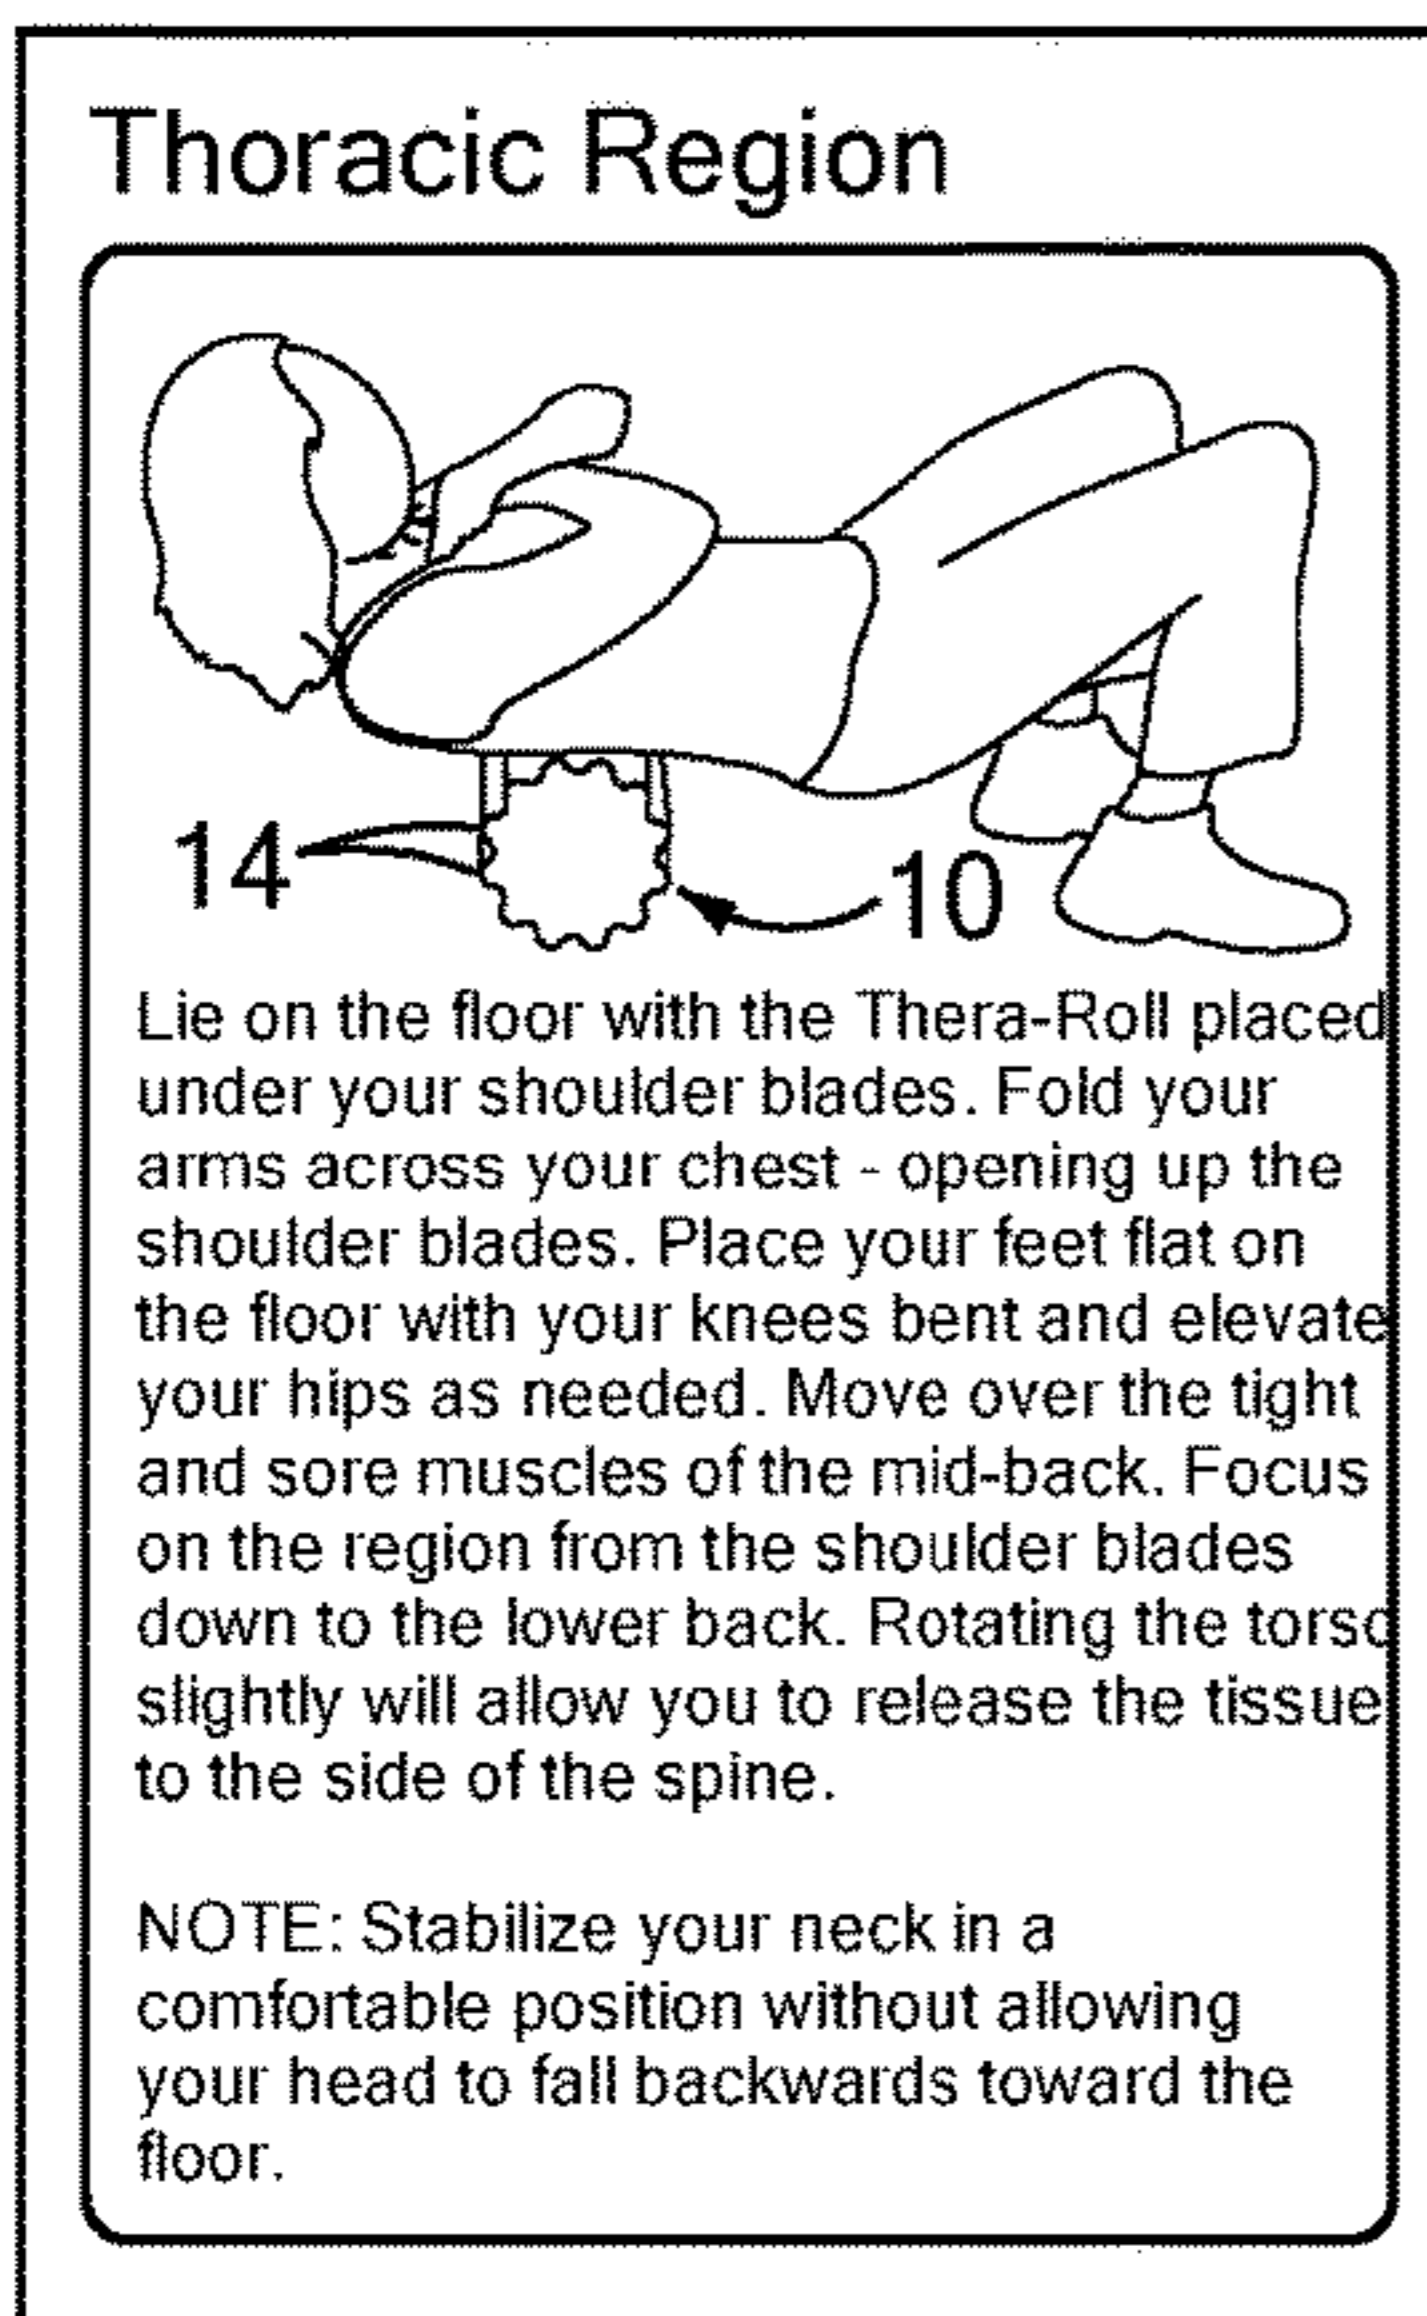 Thoracic Region
14
10
Lie on the floor with the Thera-Roll placed
under your shoulder blades. Fold your
arms across your chest - opening up the
shoulder blades. Place your feet flat on
the floor with your knees bent and elevate
your hips as needed. Move over the tight
and sore muscles of the mid-back. Focus
on the region from the shoulder blades
down to the lower back. Rotating the torso
slightly will allow you to release the tissue
to the side of the spine.
NOTE: Stabilize your neck in a
comfortable position without allowing
your head to fall backwards toward the
floor.